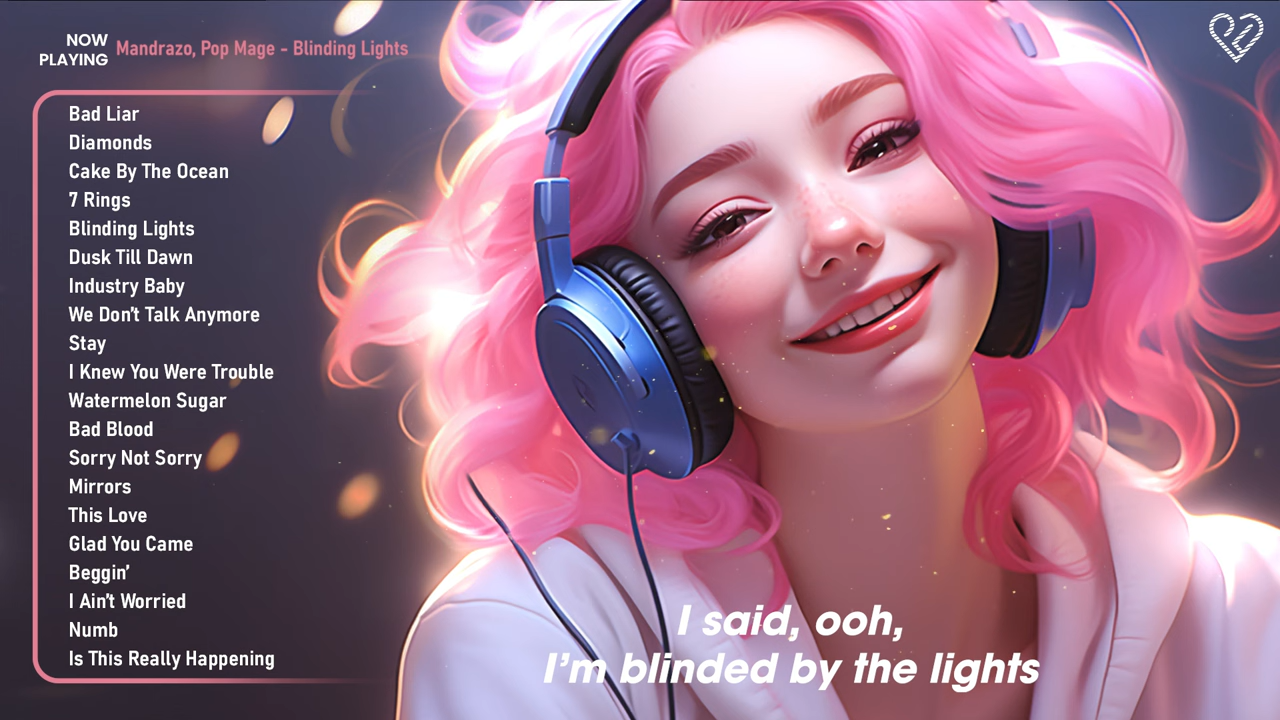 NOW
PLAYING
Mandrazo, Pop Mage - Blinding Lights
Bad Liar
Diamonds
Cake By The Ocean
7 Rings
Blinding Lights
Dusk Till Dawn
Industry Baby
We Don't Talk Anymore
Stay
I Knew You Were Trouble
Watermelon Sugar
Bad Blood
Sorry Not Sorry
Mirrors
This Love
Glad You Came
Beggin'
I Ain't Worried
Numb
Is This Really Happening
I said, ooh,
I'm blinded by the lights